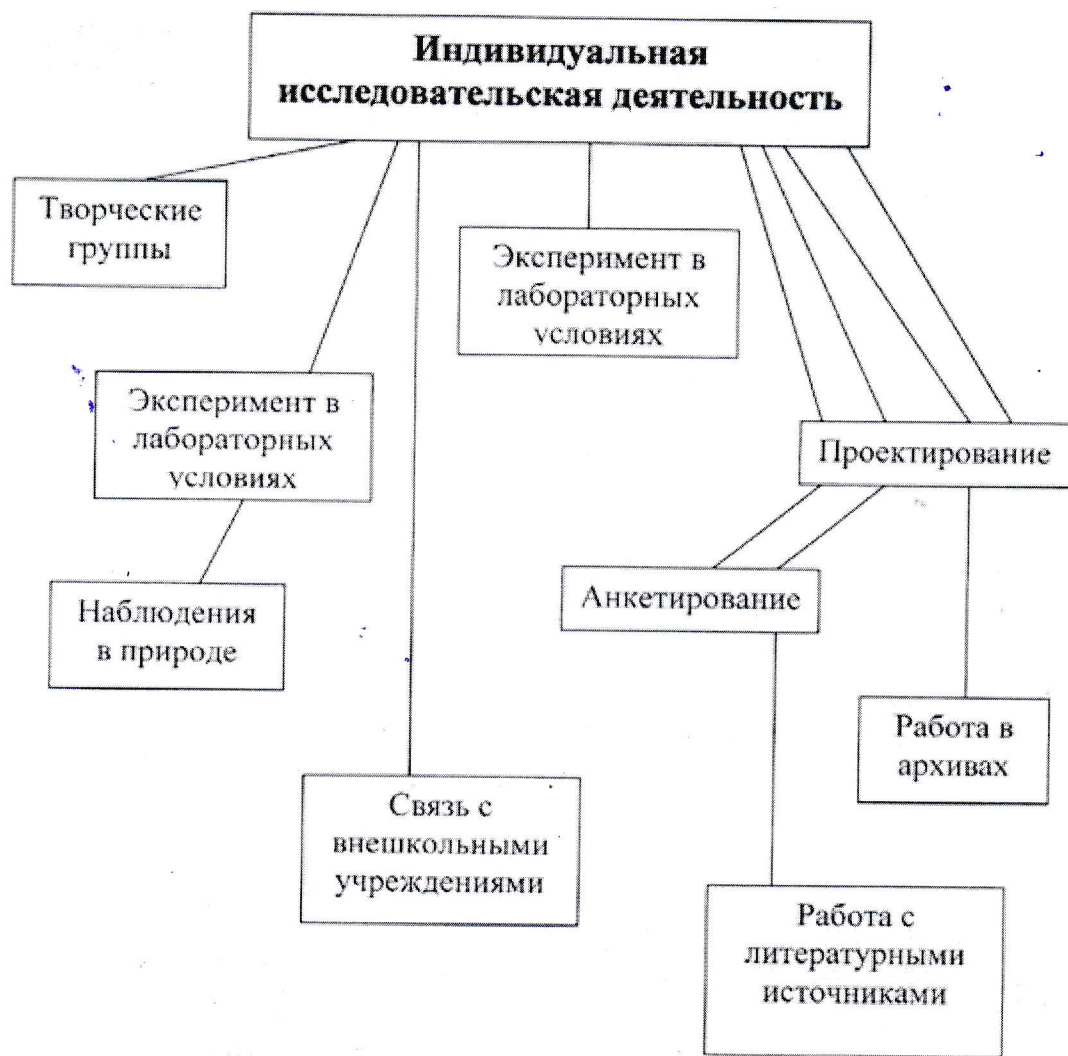 Индивидуальная
исследовательская деятельность
Творческие
группы
Эксперимент в
лабораторных
условиях
Эксперимент в
лабораторных
условиях
Проектирование
Анкетирование
Наблюдения
в природе
Работа в
архивах
Связь с
внешкольными
учреждениями
Работа с
литературными
источниками